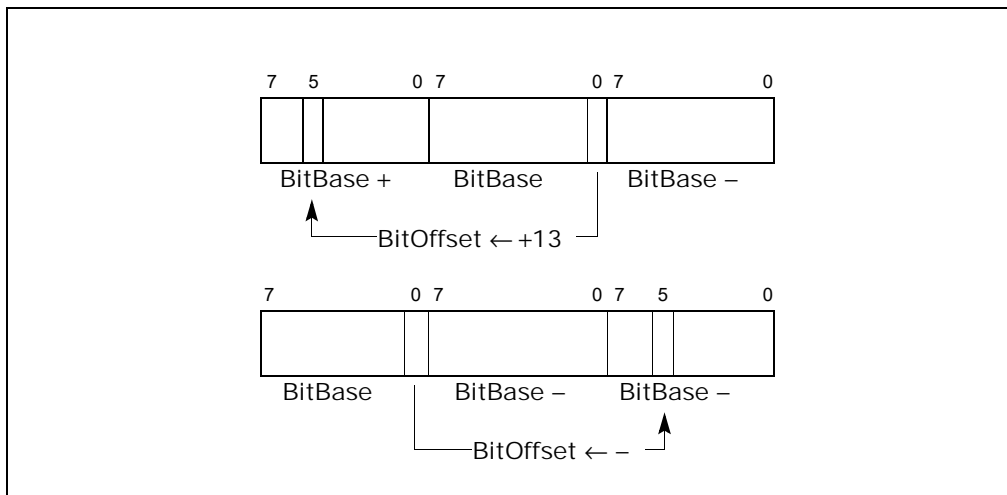 7 5 0 7 0 7 0
BitBase + BitBase BitBase –
BitOffset ← +13
7 0 7 0 7 5 0
BitBase BitBase – BitBase –
BitOffset ← –